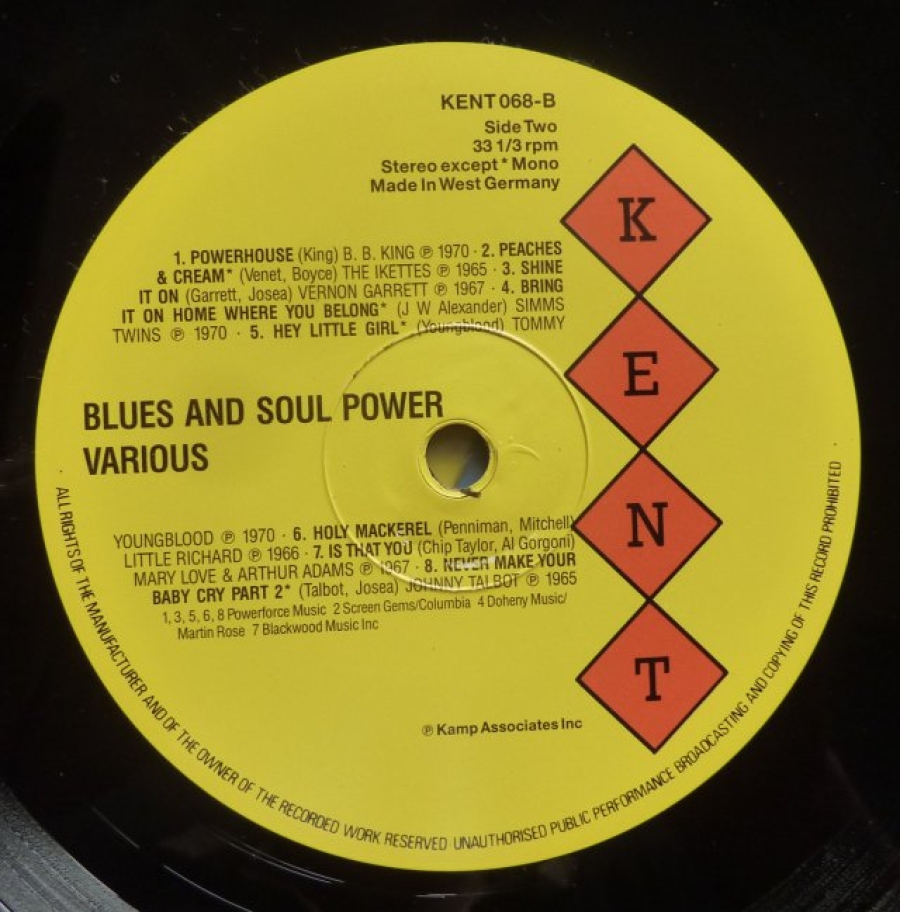 KENT 068-B
Side Two
33 1/3 rpm
Stereo except * Mono
Made In West Germany
K
E
N
T
1. POWERHOUSE (King) B. B. KING ℗ 1970 · 2. PEACHES
& CREAM* (Venet, Boyce) THE IKETTES ℗ 1965 · 3. SHINE
IT ON (Garrett, Josea) VERNON GARRETT ℗ 1967 · 4. BRING
IT ON HOME WHERE YOU BELONG* (J W Alexander) SIMMS
TWINS ℗ 1970 · 5. HEY LITTLE GIRL* (Youngblood) TOMMY
BLUES AND SOUL POWER
VARIOUS
YOUNGBLOOD ℗ 1970 · 6. HOLY MACKEREL (Penniman, Mitchell)
LITTLE RICHARD ℗ 1966 · 7. IS THAT YOU (Chip Taylor, Al Gorgoni)
MARY LOVE & ARTHUR ADAMS ℗ 1967 · 8. NEVER MAKE YOUR
BABY CRY PART 2* (Talbot, Josea) JOHNNY TALBOT ℗ 1965
1, 3, 5, 6, 8 Powerforce Music 2 Screen Gems/Columbia 4 Doheny Music/
Martin Rose 7 Blackwood Music Inc
℗ Kamp Associates Inc
ALL RIGHTS OF THE MANUFACTURER AND OF THE OWNER OF THE RECORDED WORK RESERVED UNAUTHORISED PUBLIC PERFORMANCE BROADCASTING AND COPYING OF THIS RECORD PROHIBITED